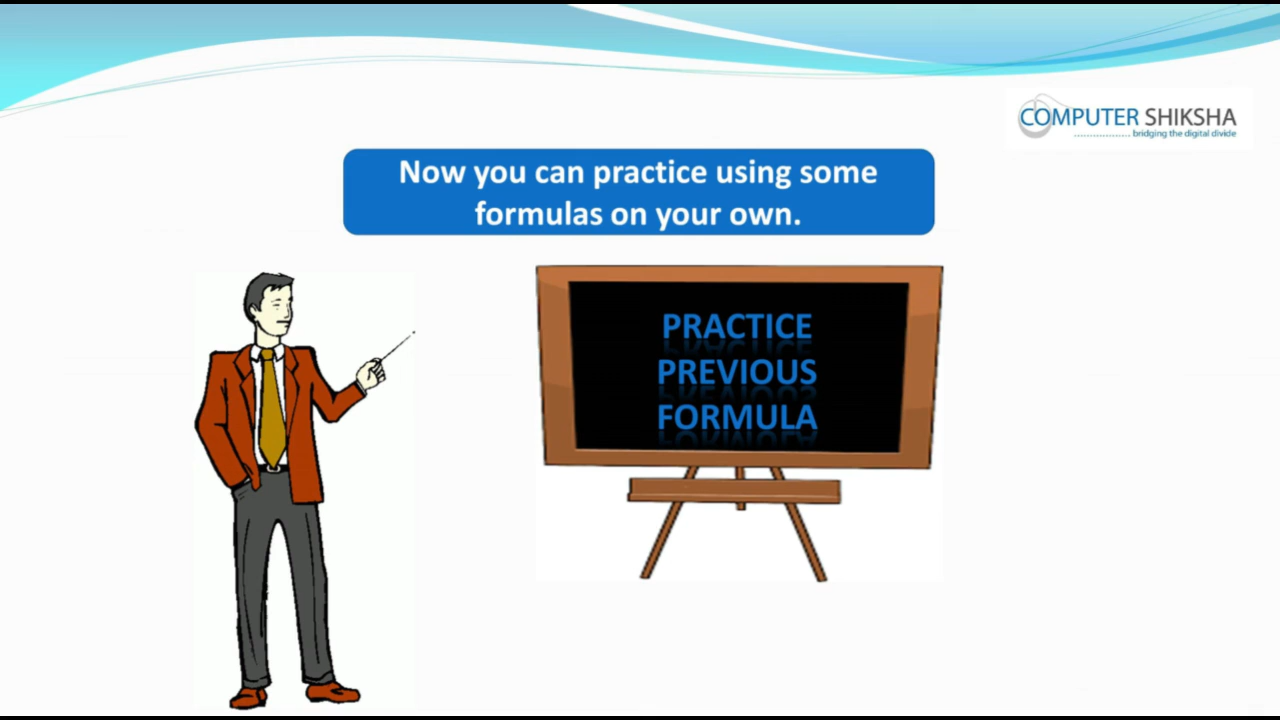 COMPUTER SHIKSHA
bridging the digital divide
Now you can practice using some
formulas on your own.
PRACTICE
PREVIOUS
FORMULA